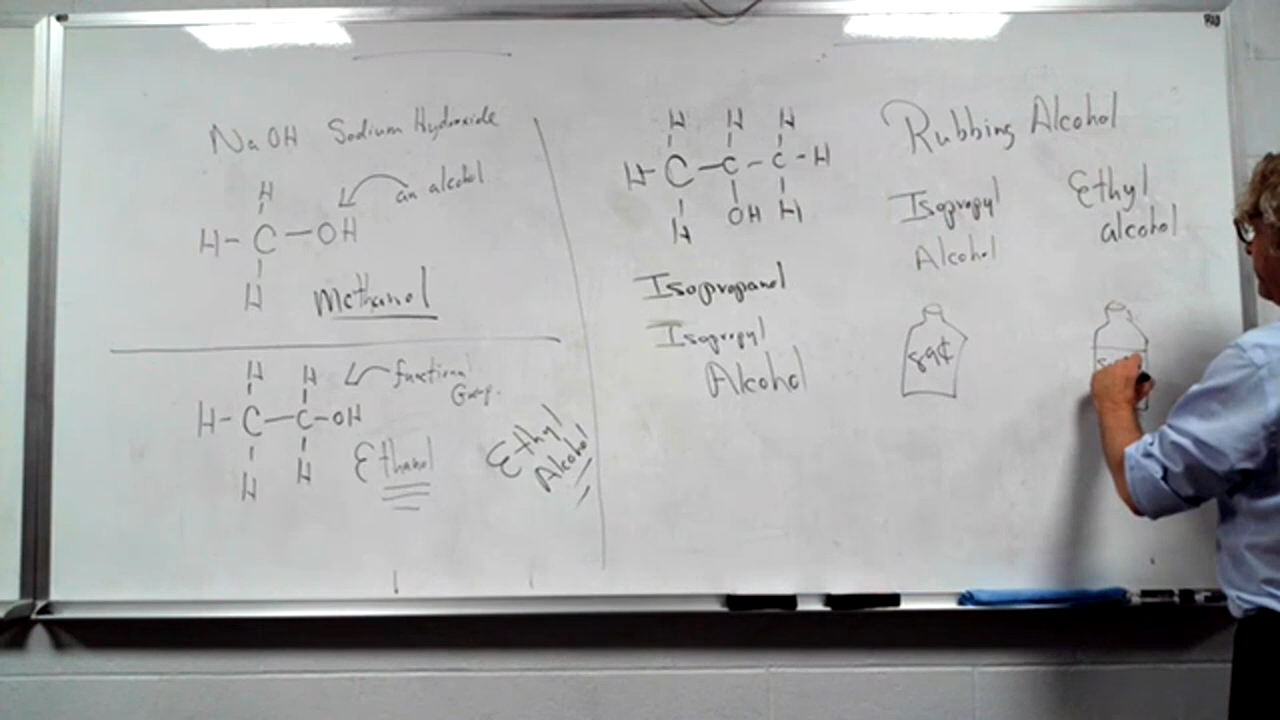 NaOH Sodium Hydroxide
an alcohol
H
H-C-OH
H
Methanol
H H
functional
Group.
H-C-C-OH
H H
Ethanol
Ethyl
Alcohol
H H H
H-C-C-C-H
H OH H
Isopropanol
Isopropyl
Alcohol
Rubbing Alcohol
Isopropyl
Alcohol
Ethyl
alcohol
89¢